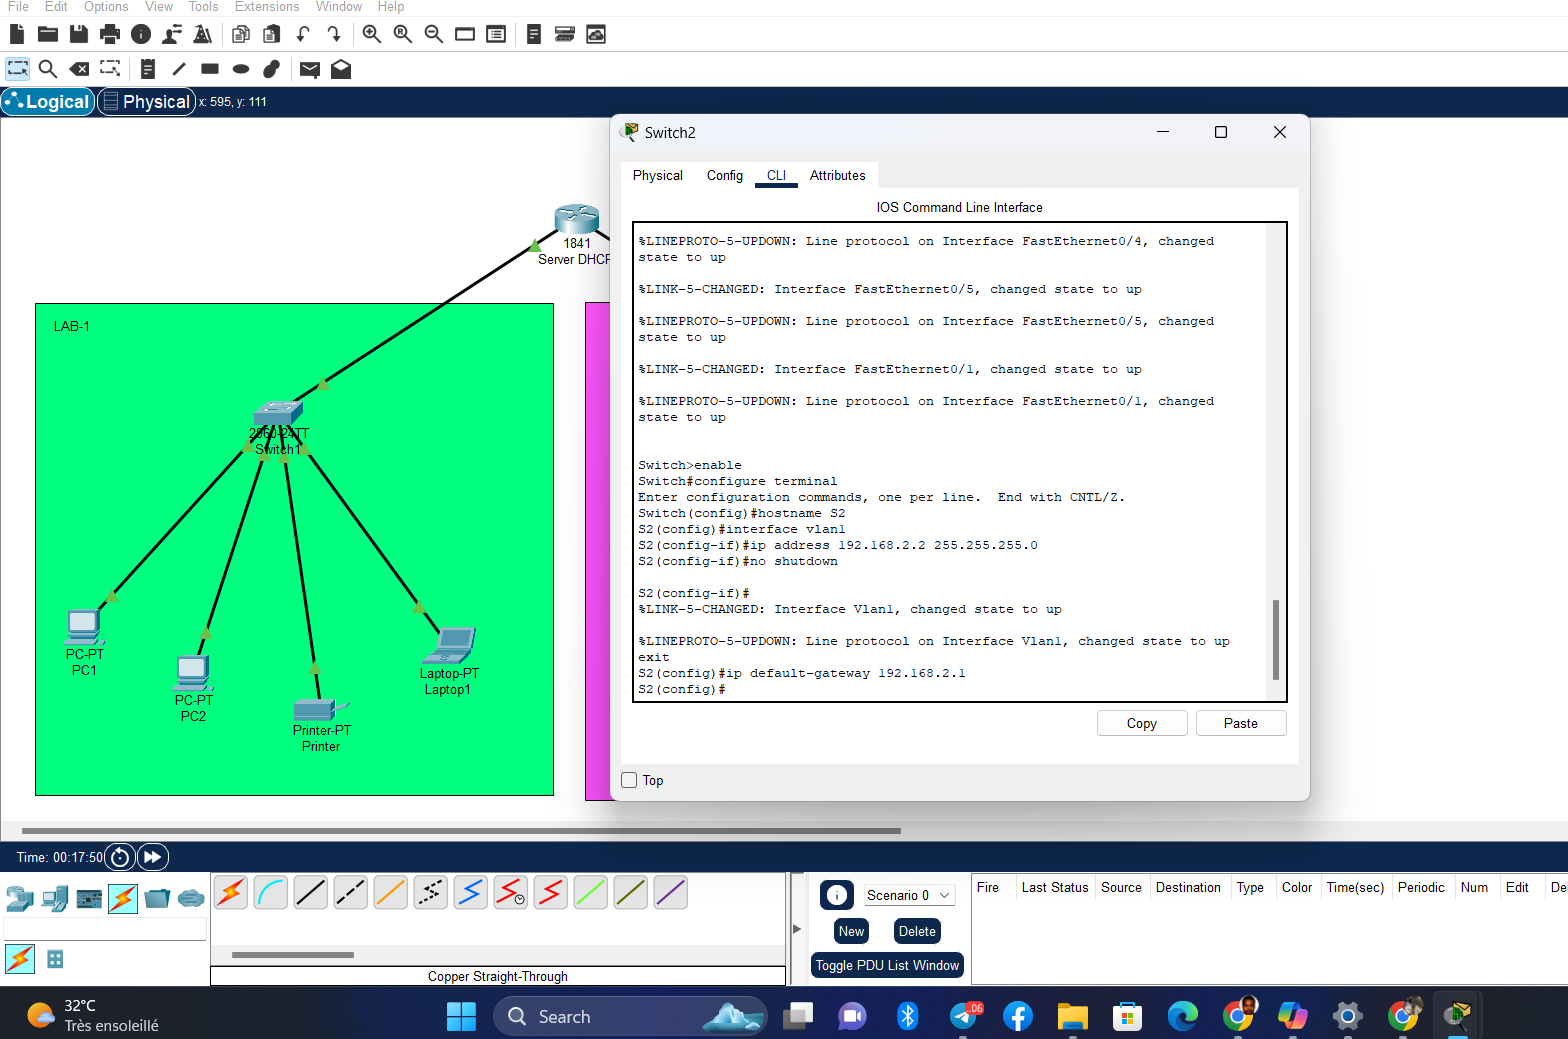 File Edit Options View Tools Extensions Window Help
Logical Physical x: 595, y: 111
Switch2
Physical Config CLI Attributes
IOS Command Line Interface
%LINEPROTO-5-UPDOWN: Line protocol on Interface FastEthernet0/4, changed
state to up
%LINK-5-CHANGED: Interface FastEthernet0/5, changed state to up
%LINEPROTO-5-UPDOWN: Line protocol on Interface FastEthernet0/5, changed
state to up
%LINK-5-CHANGED: Interface FastEthernet0/1, changed state to up
%LINEPROTO-5-UPDOWN: Line protocol on Interface FastEthernet0/1, changed
state to up
Switch>enable
Switch#configure terminal
Enter configuration commands, one per line.  End with CNTL/Z.
Switch(config)#hostname S2
S2(config)#interface vlan1
S2(config-if)#ip address 192.168.2.2 255.255.255.0
S2(config-if)#no shutdown
S2(config-if)#
%LINK-5-CHANGED: Interface Vlan1, changed state to up
%LINEPROTO-5-UPDOWN: Line protocol on Interface Vlan1, changed state to up
exit
S2(config)#ip default-gateway 192.168.2.1
S2(config)#
Copy Paste
Top
1841
Server DHCP
LAB-1
2960-24TT
Switch1
PC-PT
PC1
PC-PT
PC2
Printer-PT
Printer
Laptop-PT
Laptop1
Time: 00:17:50
Scenario 0
New Delete
Toggle PDU List Window
Fire Last Status Source Destination Type Color Time(sec) Periodic Num Edit De
Copper Straight-Through
32°C
Très ensoleillé
Search
..06